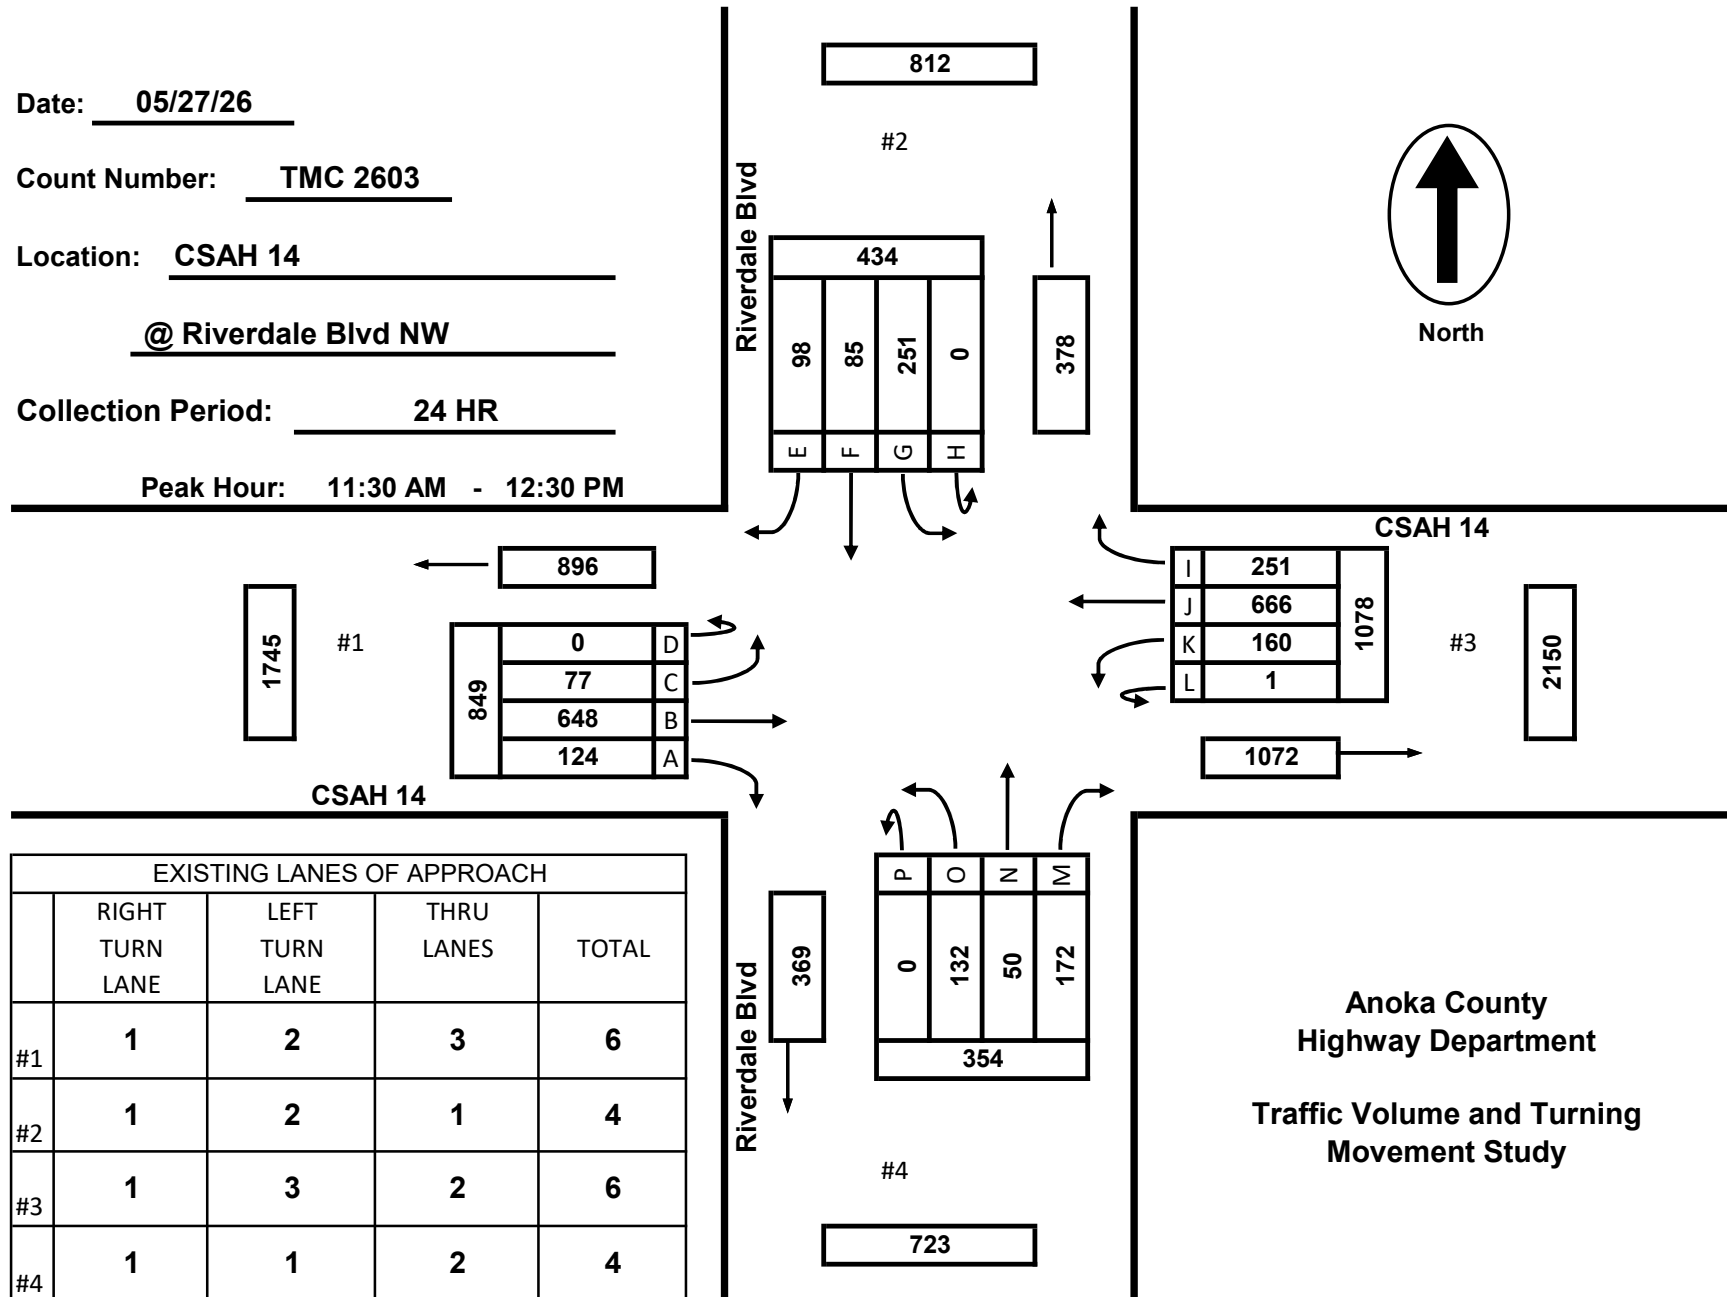 Date: 05/27/26
Count Number: TMC 2603
Location: CSAH 14
@ Riverdale Blvd NW
Collection Period: 24 HR
Peak Hour: 11:30 AM - 12:30 PM
812
#2
Riverdale Blvd
434
98 85 251 0
E F G H
378
North
CSAH 14
896
1745
#1
849
0 D
77 C
648 B
124 A
CSAH 14
I 251
J 666
K 160
L 1
1078
#3
2150
1072
P O N M
0 132 50 172
354
369
Riverdale Blvd
#4
723
EXISTING LANES OF APPROACH
RIGHT TURN LANE
LEFT TURN LANE
THRU LANES
TOTAL
#1 1 2 3 6
#2 1 2 1 4
#3 1 3 2 6
#4 1 1 2 4
Anoka County
Highway Department
Traffic Volume and Turning
Movement Study